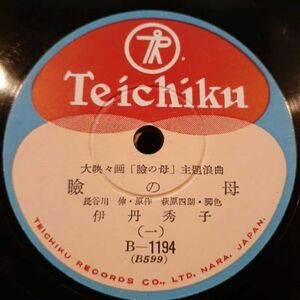 Teichiku
大映々画「瞼の母」主題浪曲
瞼の母
長谷川伸・原作 萩原四朗・脚色
伊丹秀子
(一)
B—1194
(B599)
TEICHIKU RECORDS CO., LTD. NARA, JAPAN.